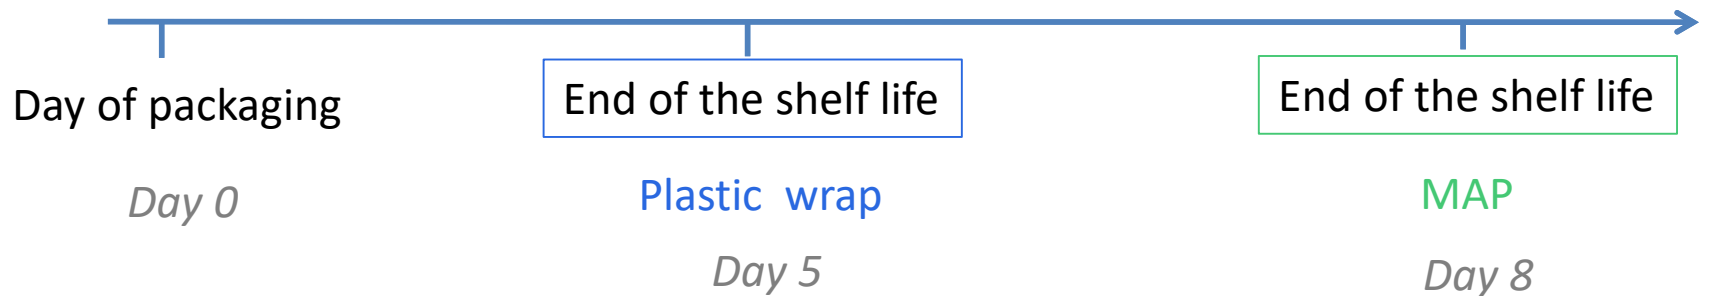 Day of packaging
Day 0
End of the shelf life
Plastic wrap
Day 5
End of the shelf life
MAP
Day 8